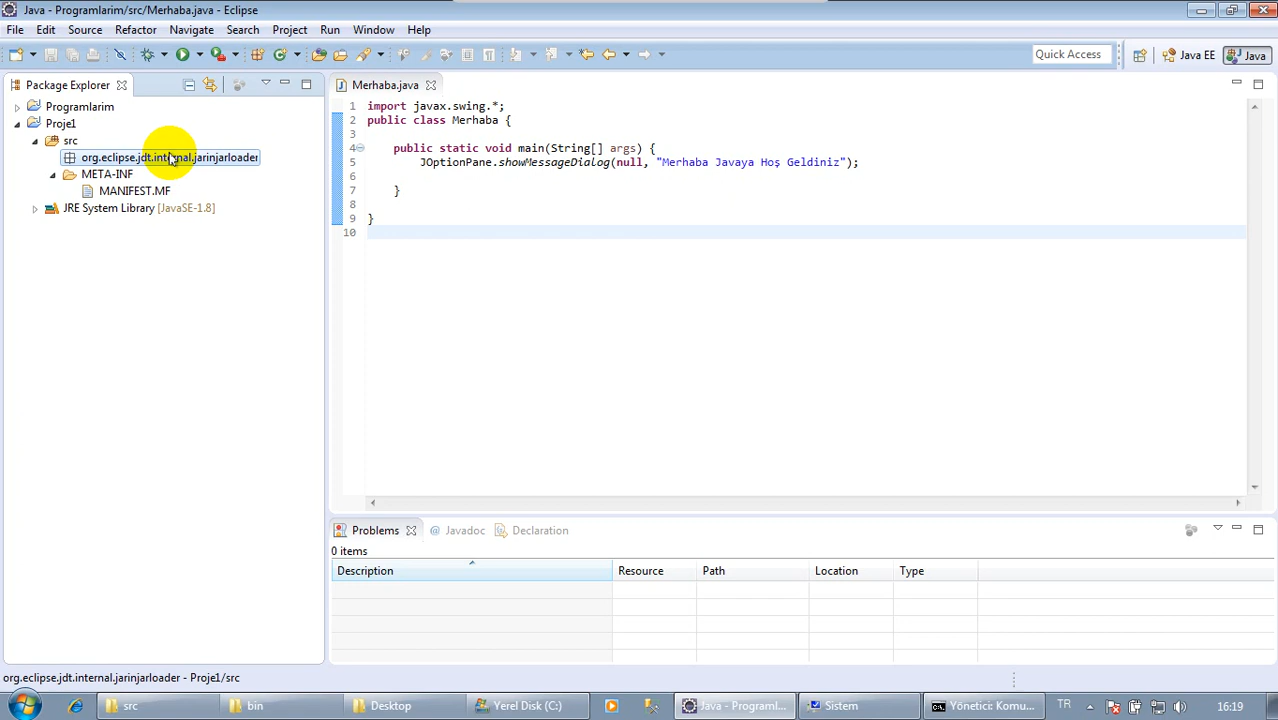 Java - Programlarim/src/Merhaba.java - Eclipse
File Edit Source Refactor Navigate Search Project Run Window Help
Quick Access Java EE Java
Package Explorer
Programlarim
Proje1
src
org.eclipse.jdt.internal.jarinjarloader
META-INF
MANIFEST.MF
JRE System Library [JavaSE-1.8]
Merhaba.java
1 import javax.swing.*;
2 public class Merhaba {
3
4 public static void main(String[] args) {
5 JOptionPane.showMessageDialog(null, "Merhaba Javaya Hoş Geldiniz");
6
7 }
8
9 }
10
Problems @ Javadoc Declaration
0 items
Description Resource Path Location Type
org.eclipse.jdt.internal.jarinjarloader - Proje1/src
src bin Desktop Yerel Disk (C:) Java - Programl... Sistem Yönetici: Komu... TR 16:19